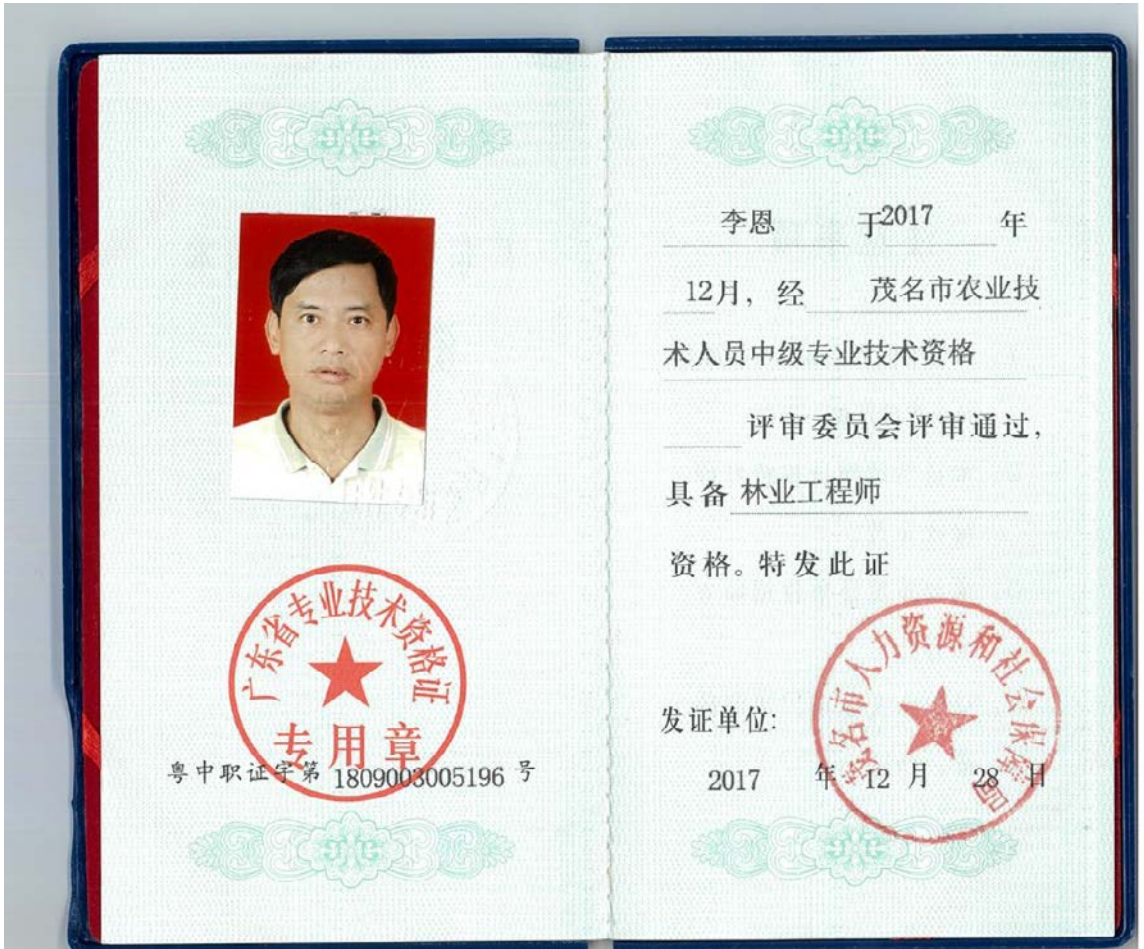 广东省专业技术资格证
专用章
粤中职证字第 1809003005196 号
李恩 于2017 年
12月，经 茂名市农业技
术人员中级专业技术资格
评审委员会评审通过，
具备 林业工程师
资格。特发此证
茂名市人力资源和社会保障局
发证单位：
2017 年 12 月 28 日